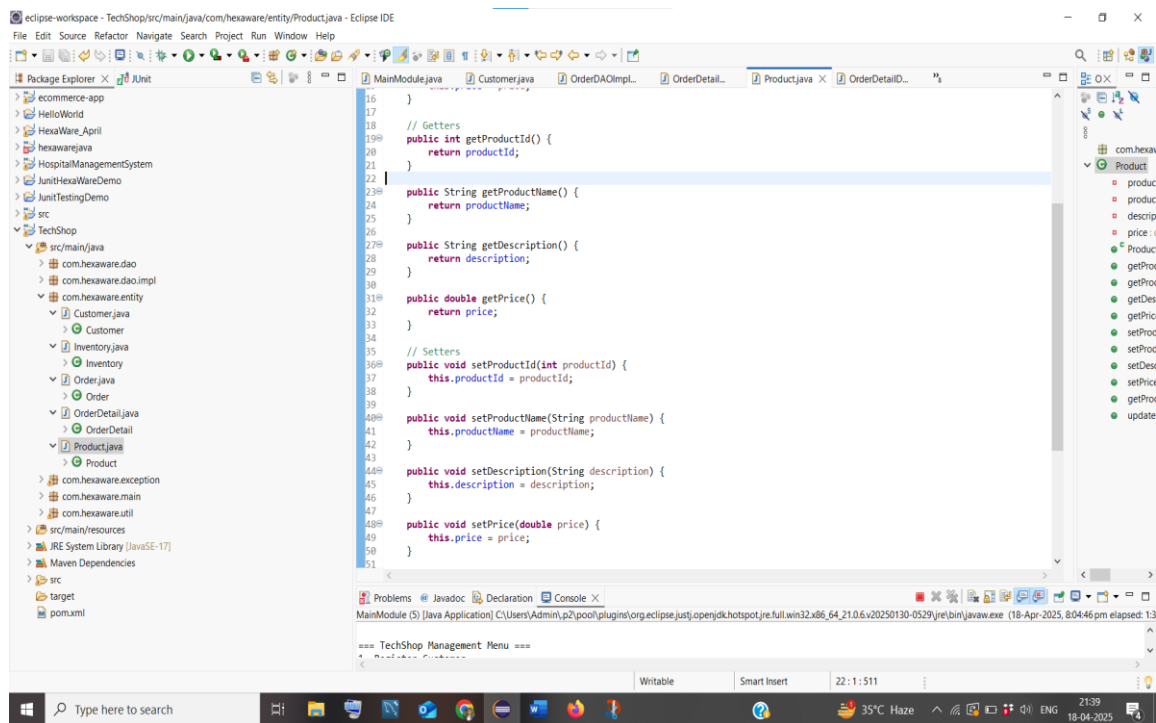 eclipse-workspace - TechShop/src/main/java/com/hexaware/entity/Product.java - Eclipse IDE
File Edit Source Refactor Navigate Search Project Run Window Help
Package Explorer JUnit
ecommerce-app
HelloWorld
HexaWare_April
hexawarejava
HospitalManagementSystem
JunitHexaWareDemo
JunitTestingDemo
src
TechShop
src/main/java
com.hexaware.dao
com.hexaware.dao.impl
com.hexaware.entity
Customer.java
Customer
Inventory.java
Inventory
Order.java
Order
OrderDetail.java
OrderDetail
Product.java
Product
com.hexaware.exception
com.hexaware.main
com.hexaware.util
src/main/resources
JRE System Library [JavaSE-17]
Maven Dependencies
src
target
pom.xml
MainModule.java Customer.java OrderDAOImpl... OrderDetail... Product.java OrderDetailD...
16 }
17
18 // Getters
19 public int getProductId() {
20 return productId;
21 }
22
23 public String getProductName() {
24 return productName;
25 }
26
27 public String getDescription() {
28 return description;
29 }
30
31 public double getPrice() {
32 return price;
33 }
34
35 // Setters
36 public void setProductId(int productId) {
37 this.productId = productId;
38 }
39
40 public void setProductName(String productName) {
41 this.productName = productName;
42 }
43
44 public void setDescription(String description) {
45 this.description = description;
46 }
47
48 public void setPrice(double price) {
49 this.price = price;
50 }
51
com.hexav
Product
produc
produc
descrip
price :
Product
getProc
getProc
getDes
getPrice
setProd
setProd
setDesc
setPrice
getProc
update
Problems Javadoc Declaration Console
MainModule (5) [Java Application] C:\Users\Admin\.p2\pool\plugins\org.eclipse.justj.openjdk.hotspot.jre.full.win32.x86_64_21.0.6.v20250130-0529\jre\bin\javaw.exe (18-Apr-2025, 8:04:46 pm elapsed: 1:3
=== TechShop Management Menu ===
Writable Smart Insert 22 : 1 : 511
Type here to search
35°C Haze ENG
21:39
18-04-2025